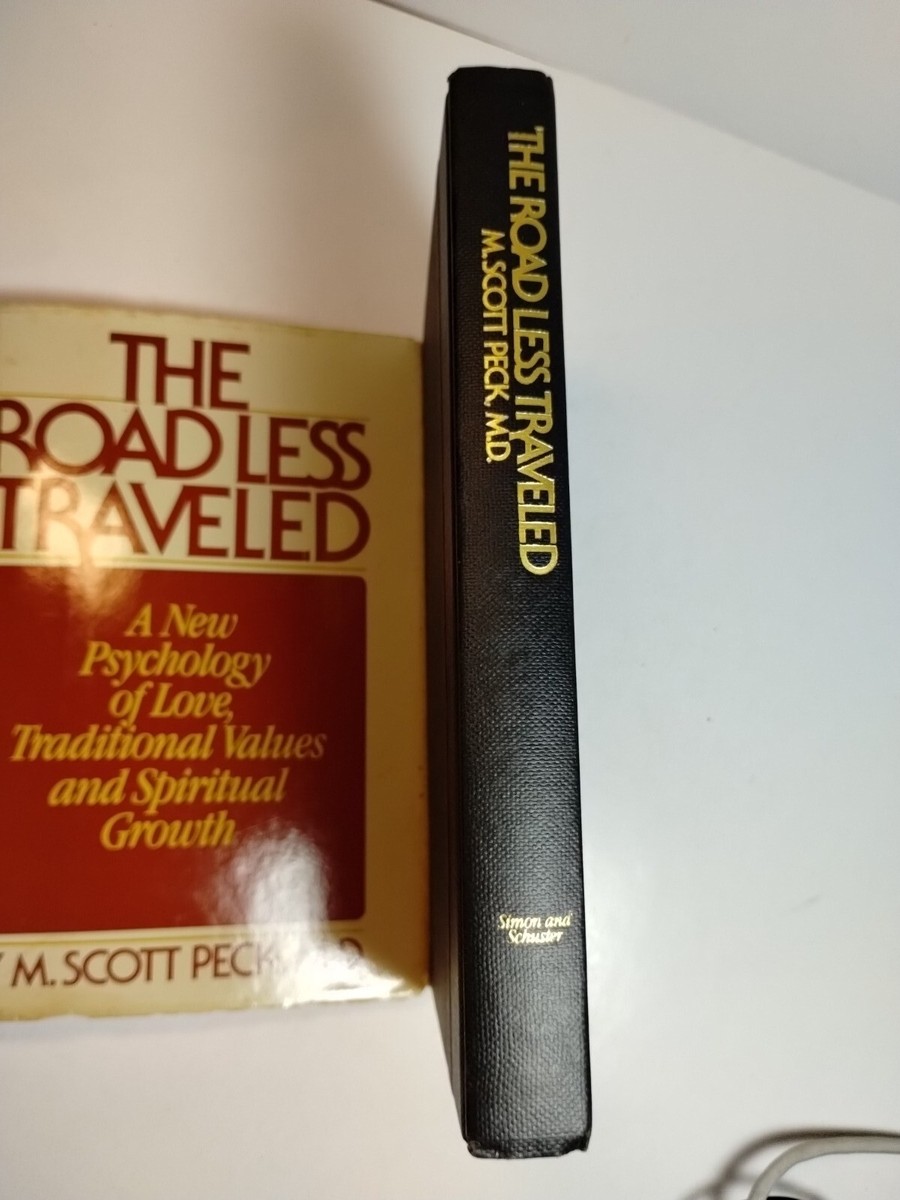 THE
ROAD LESS
TRAVELED
A New
Psychology
of Love,
Traditional Values
and Spiritual
Growth
M. SCOTT PECK,
THE ROAD LESS TRAVELED
M. SCOTT PECK, M.D.
Simon and
Schuster